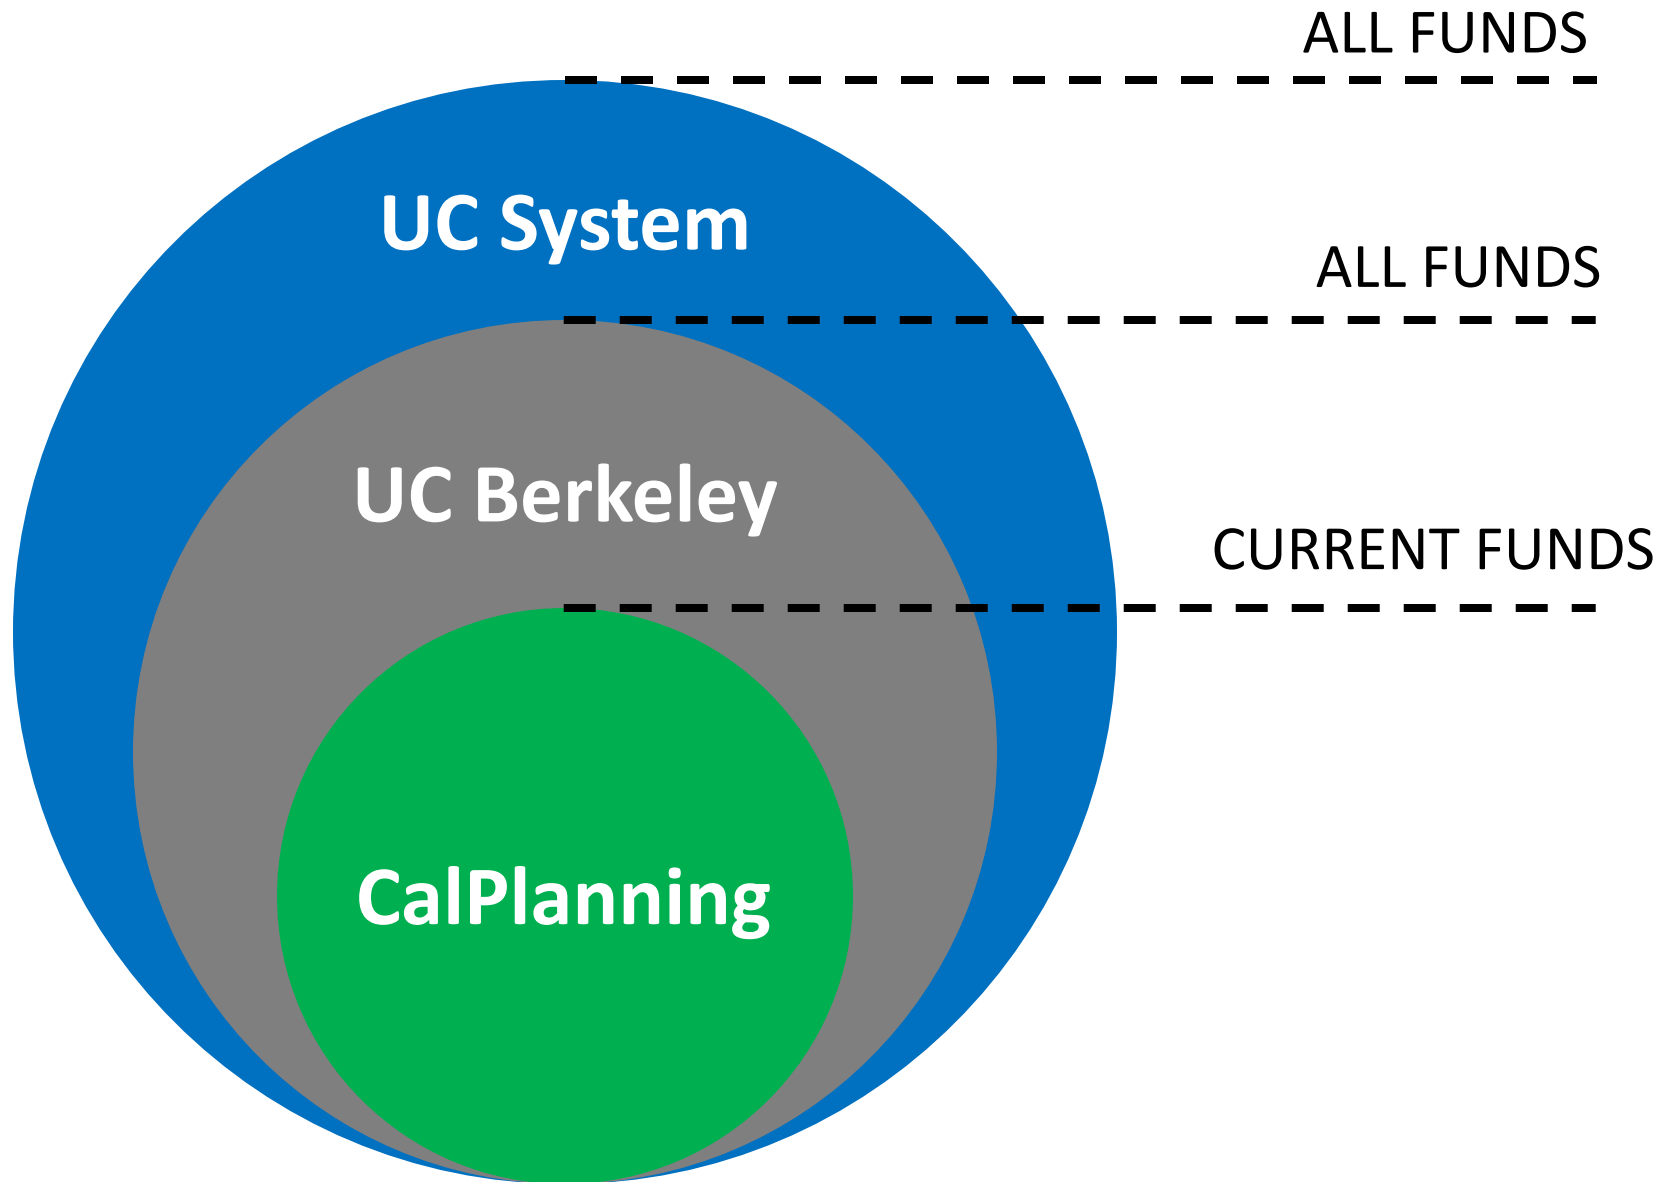 ALL FUNDS
UC System
ALL FUNDS
UC Berkeley
CURRENT FUNDS
CalPlanning